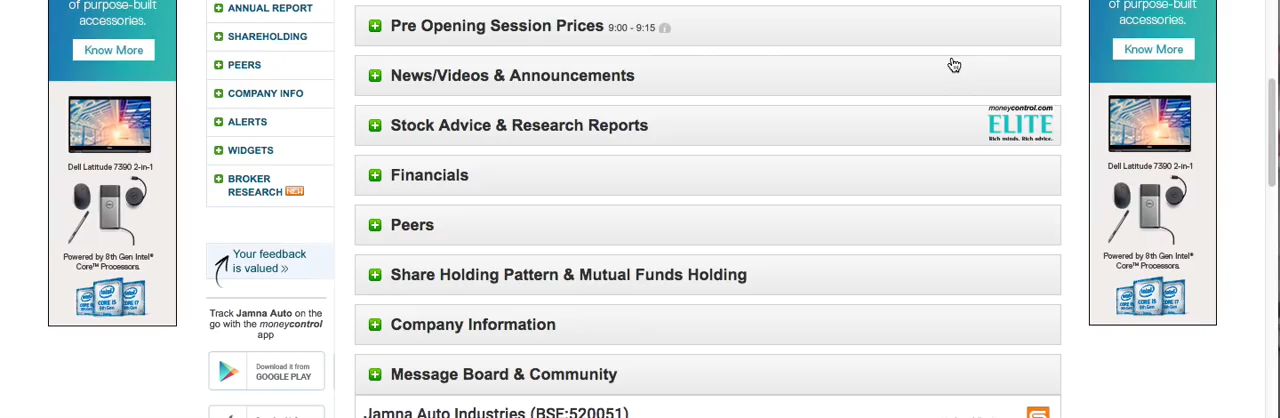 of purpose-built
accessories.
Know More
Dell Latitude 7390 2-in-1
Powered by 8th Gen Intel®
Core™ Processors.
ANNUAL REPORT
SHAREHOLDING
PEERS
COMPANY INFO
ALERTS
WIDGETS
BROKER
RESEARCH
Your feedback
is valued »
Track Jamna Auto on the
go with the moneycontrol
app
Download it from
GOOGLE PLAY
Pre Opening Session Prices 9:00 - 9:15 i
News/Videos & Announcements
Stock Advice & Research Reports
moneycontrol.com
ELITE
Rich minds. Rich advice.
Financials
Peers
Share Holding Pattern & Mutual Funds Holding
Company Information
Message Board & Community
Jamna Auto Industries (BSE:520051)
of purpose-built
accessories.
Know More
Dell Latitude 7390 2-in-1
Powered by 8th Gen Intel®
Core™ Processors.